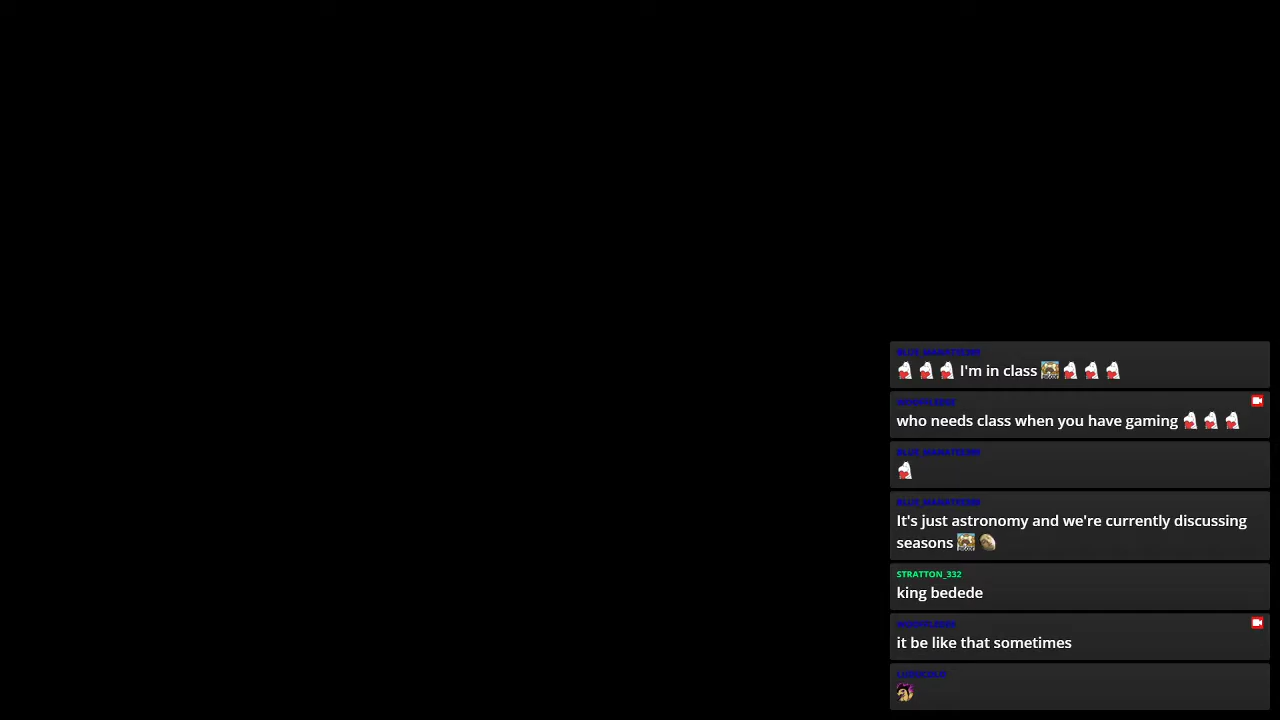 I'm in class
who needs class when you have gaming
It's just astronomy and we're currently discussing
seasons
STRATTON_332
king bedede
it be like that sometimes